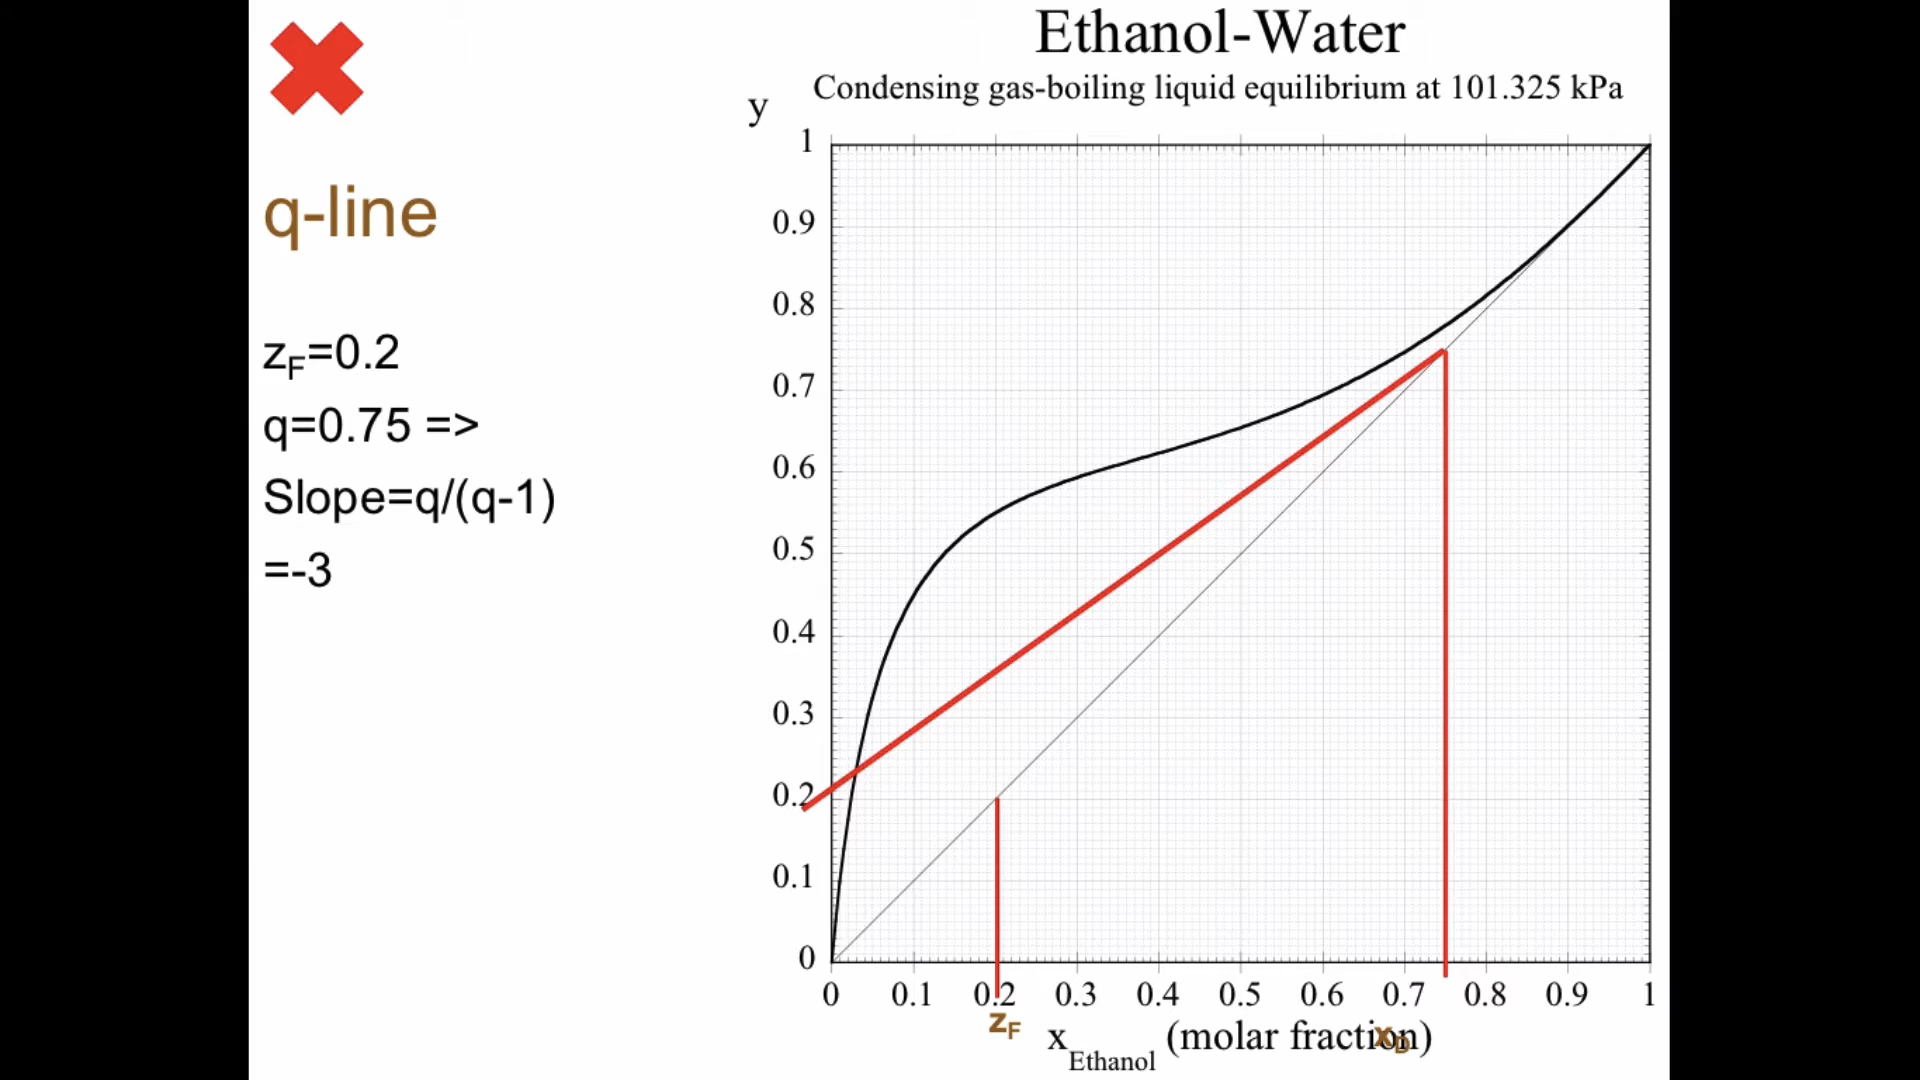 Ethanol-Water
Condensing gas-boiling liquid equilibrium at 101.325 kPa
q-line
zF=0.2
q=0.75 =>
Slope=q/(q-1)
=-3
y
1
0.9
0.8
0.7
0.6
0.5
0.4
0.3
0.2
0.1
0
0 0.1 0.2 0.3 0.4 0.5 0.6 0.7 0.8 0.9 1
zF xD
xEthanol (molar fraction)